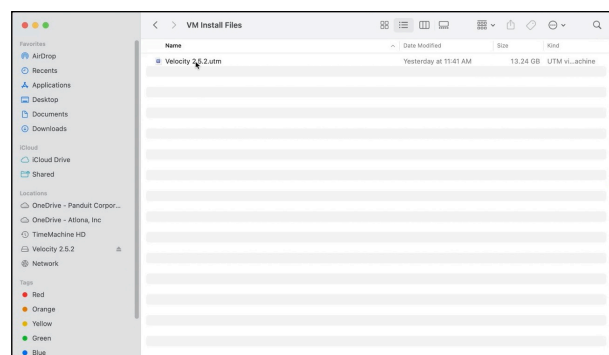 VM Install Files
Name
Date Modified
Size
Kind
Velocity 2.5.2.utm
Yesterday at 11:41 AM
13.24 GB
UTM vi...achine
Favorites
AirDrop
Recents
Applications
Desktop
Documents
Downloads
iCloud
iCloud Drive
Shared
Locations
OneDrive - Panduit Corpor...
OneDrive - Atlona, Inc
TimeMachine HD
Velocity 2.5.2
Network
Tags
Red
Orange
Yellow
Green
Blue